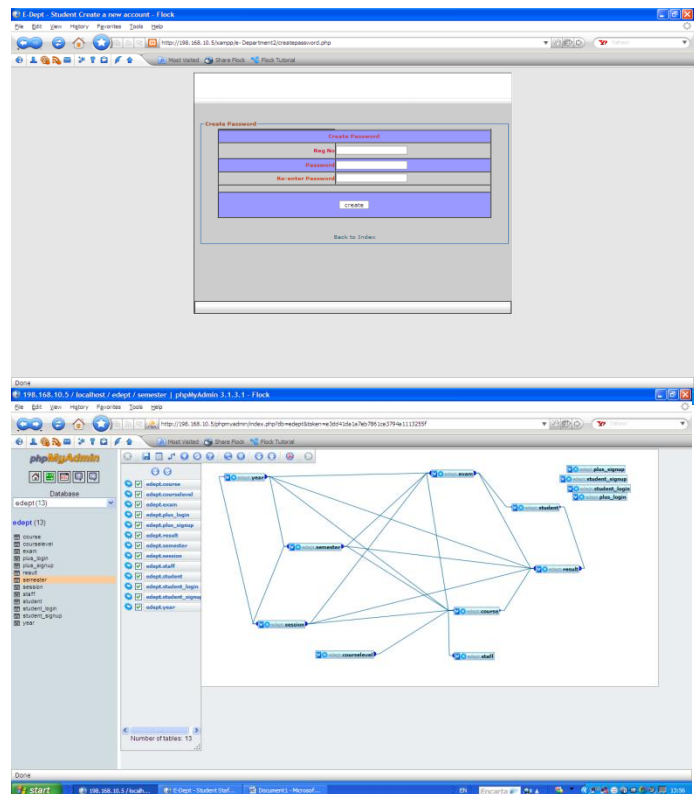 E-Dept - Student Create a new account - Flock
File Edit View History Favorites Tools Help
http://198.168.10.5/xampp/e-Department2/createpassword.php
Most Visited Share Flock Flock Tutorial
Create Password
Create Password
Reg No
Password
Re-enter Password
create
Back to Index
Done
198.168.10.5 / localhost / edept / semester | phpMyAdmin 3.1.3.1 - Flock
File Edit View History Favorites Tools Help
Most Visited Share Flock Flock Tutorial
phpMyAdmin
Database
edept (13)
edept (13)
course
courselevel
exam
plus_login
plus_signup
result
semester
session
staff
student
student_login
student_signup
year
edept.course
edept.courselevel
edept.exam
edept.plus_login
edept.plus_signup
edept.result
edept.semester
edept.session
edept.staff
edept.student
edept.student_login
edept.student_signup
edept.year
Number of tables: 13
year
exam
plus_signup
student_signup
student_login
plus_login
student
semester
result
course
session
courselevel
staff
Done
start
198.168.10.5 / localh...
E-Dept - Student Staf...
Document1 - Microsof...
EN
Encarta
13:56